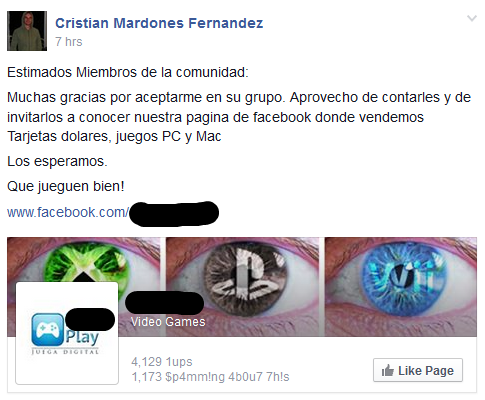 Cristian Mardones Fernandez
7 hrs
Estimados Miembros de la comunidad:
Muchas gracias por aceptarme en su grupo. Aprovecho de contarles y de
invitarlos a conocer nuestra pagina de facebook donde vendemos
Tarjetas dolares, juegos PC y Mac
Los esperamos.
Que jueguen bien!
www.facebook.com/
Play
JUEGA DIGITAL
Video Games
4,129 1ups
1,173 $p4mm!ng 4b0u7 7h!s
Like Page